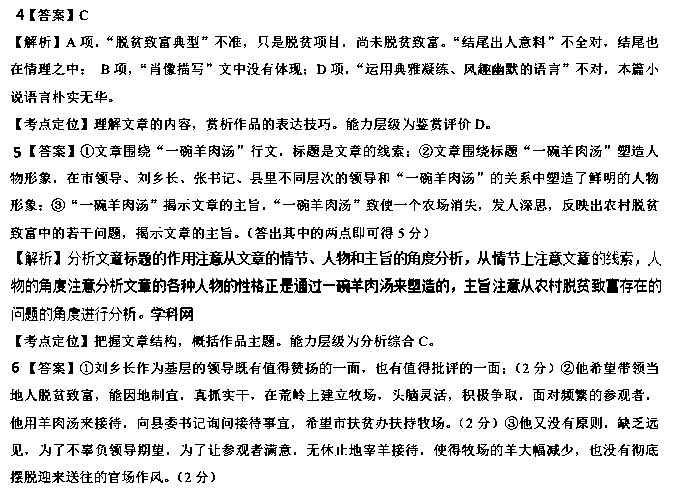 4【答案】C
【解析】A 项．“脱贫致富典型”不准，只是脱贫项目．尚未脱贫致富。“结尾出人意料”不全对，结尾也
在情理之中； B 项，“肖像描写”文中没有体现；D 项．“运用典雅凝练、风趣幽默的语言”不对．本篇小
说语言朴实无华。
【考点定位】理解文章的内容，赏析作品的表达技巧。能力层级为鉴赏评价 D。
5【答案】①文章围绕“一碗羊肉汤”行文．标题是文章的线索；②文章围绕标题“一碗羊肉汤”塑造人
物形象．在市领导、刘乡长、张书记、县里不同层次的领导和“一碗羊肉汤”的关系中塑造了鲜明的人物
形象；③“一碗羊肉汤”揭示文章的主旨．“一碗羊肉汤”致使一个农场消失，发人深思，反映出农村脱贫
致富中的若干问题，揭示文章的主旨。（答出其中的两点即可得 5 分）
【解析】分析文章标题的作用注意从文章的情节、人物和主旨的角度分析，从情节上注意文章的线索，人
物的角度注意分析文章的各种人物的性格正是通过一碗羊肉汤来塑造的，主旨注意从农村脱贫致富存在的
问题的角度进行分析。学科网
【考点定位】把握文章结构，概括作品主题。能力层级为分析综合 C。
6【答案】①刘乡长作为基层的领导既有值得赞扬的一面，也有值得批评的一面；（2 分）②他希望带领当
地人脱贫致富，能因地制宜．真抓实干，在荒岭上建立牧场，头脑灵活，积极争取．面对频繁的参观者．
他用羊肉汤来接待．向县委书记询问接待事宜，希望市扶贫办扶持牧场。（2 分）③他又没有原则．缺乏远
见，为了不辜负领导期望．为了让参观者满意．无休止地宰羊接待．使得牧场的羊大幅减少，也没有彻底
摆脱迎来送往的官场作风。（2 分）